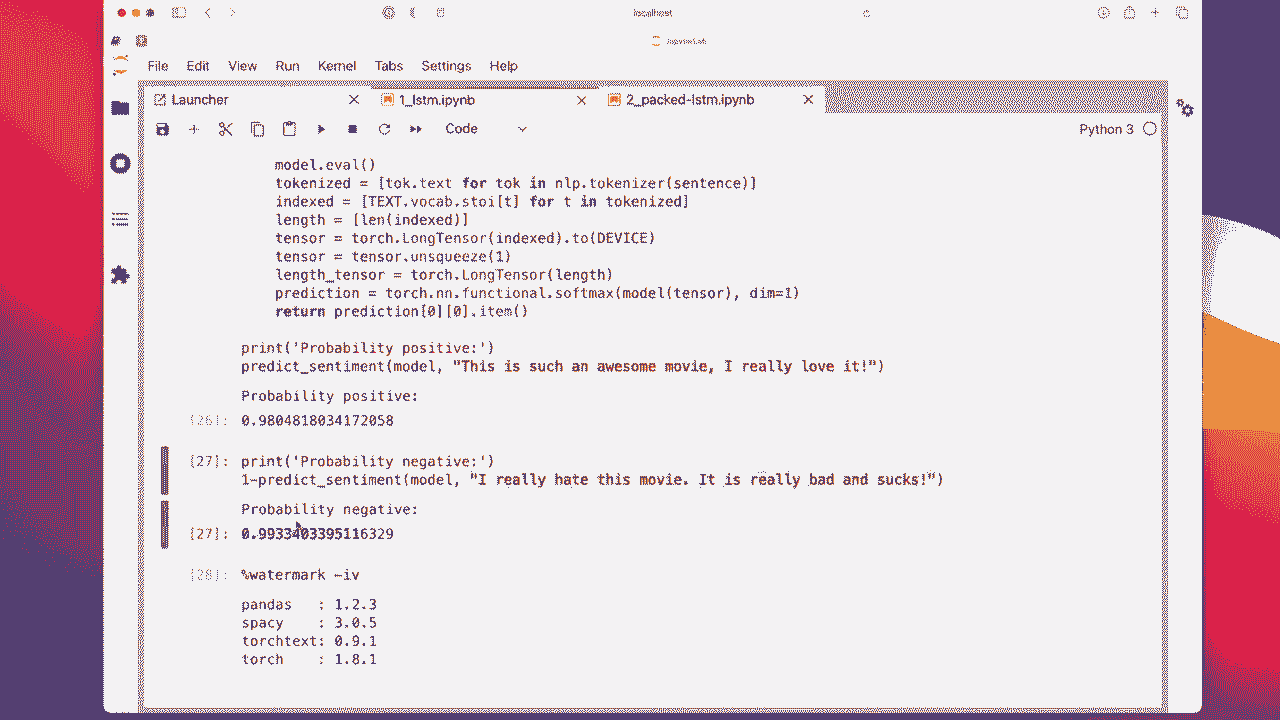 localhost
JupyterLab
File Edit View Run Kernel Tabs Settings Help
Launcher 1_lstm.ipynb 2_packed-lstm.ipynb
Code Python 3
model.eval()
tokenized = [tok.text for tok in nlp.tokenizer(sentence)]
indexed = [TEXT.vocab.stoi[t] for t in tokenized]
length = [len(indexed)]
tensor = torch.LongTensor(indexed).to(DEVICE)
tensor = tensor.unsqueeze(1)
length_tensor = torch.LongTensor(length)
prediction = torch.nn.functional.softmax(model(tensor), dim=1)
return prediction[0][0].item()
print('Probability positive:')
predict_sentiment(model, "This is such an awesome movie, I really love it!")
Probability positive:
[26]: 0.9804818034172058
[27]: print('Probability negative:')
1-predict_sentiment(model, "I really hate this movie. It is really bad and sucks!")
Probability negative:
[27]: 0.9933403395116329
[28]: %watermark -iv
pandas : 1.2.3
spacy : 3.0.5
torchtext: 0.9.1
torch : 1.8.1